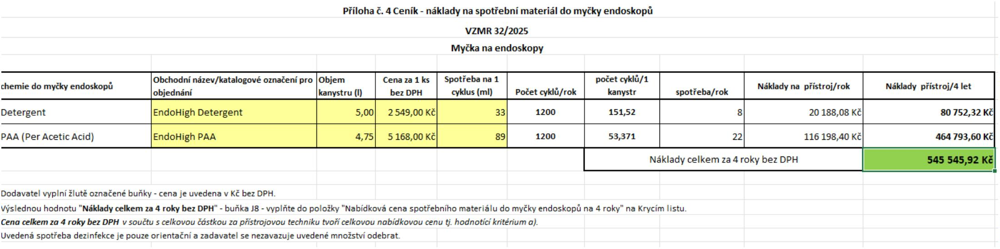 Příloha č. 4 Ceník - náklady na spotřební materiál do myčky endoskopů
VZMR 32/2025
Myčka na endoskopy
chemie do myčky endoskopů Obchodní název/katalogové označení pro objednání Objem kanystru (l) Cena za 1 ks bez DPH Spotřeba na 1 cyklus (ml) Počet cyklů/rok počet cyklů/1 kanystr spotřeba/rok Náklady na přístroj/rok Náklady přístroj/4 let
Detergent EndoHigh Detergent 5,00 2 549,00 Kč 33 1200 151,52 8 20 188,08 Kč 80 752,32 Kč
PAA (Per Acetic Acid) EndoHigh PAA 4,75 5 168,00 Kč 89 1200 53,371 22 116 198,40 Kč 464 793,60 Kč
Náklady celkem za 4 roky bez DPH 545 545,92 Kč
Dodavatel vyplní žlutě označené buňky - cena je uvedena v Kč bez DPH.
Výslednou hodnotu "Náklady celkem za 4 roky bez DPH" - buňka J8 - vyplňte do položky "Nabídková cena spotřebního materiálu do myčky endoskopů na 4 roky" na Krycím listu.
Cena celkem za 4 roky bez DPH v součtu s celkovou částkou za přístrojovou techniku tvoří celkovou nabídkovou cenu tj. hodnotící kritérium a).
Uvedená spotřeba dezinfekce je pouze orientační a zadavatel se nezavazuje uvedené množství odebrat.